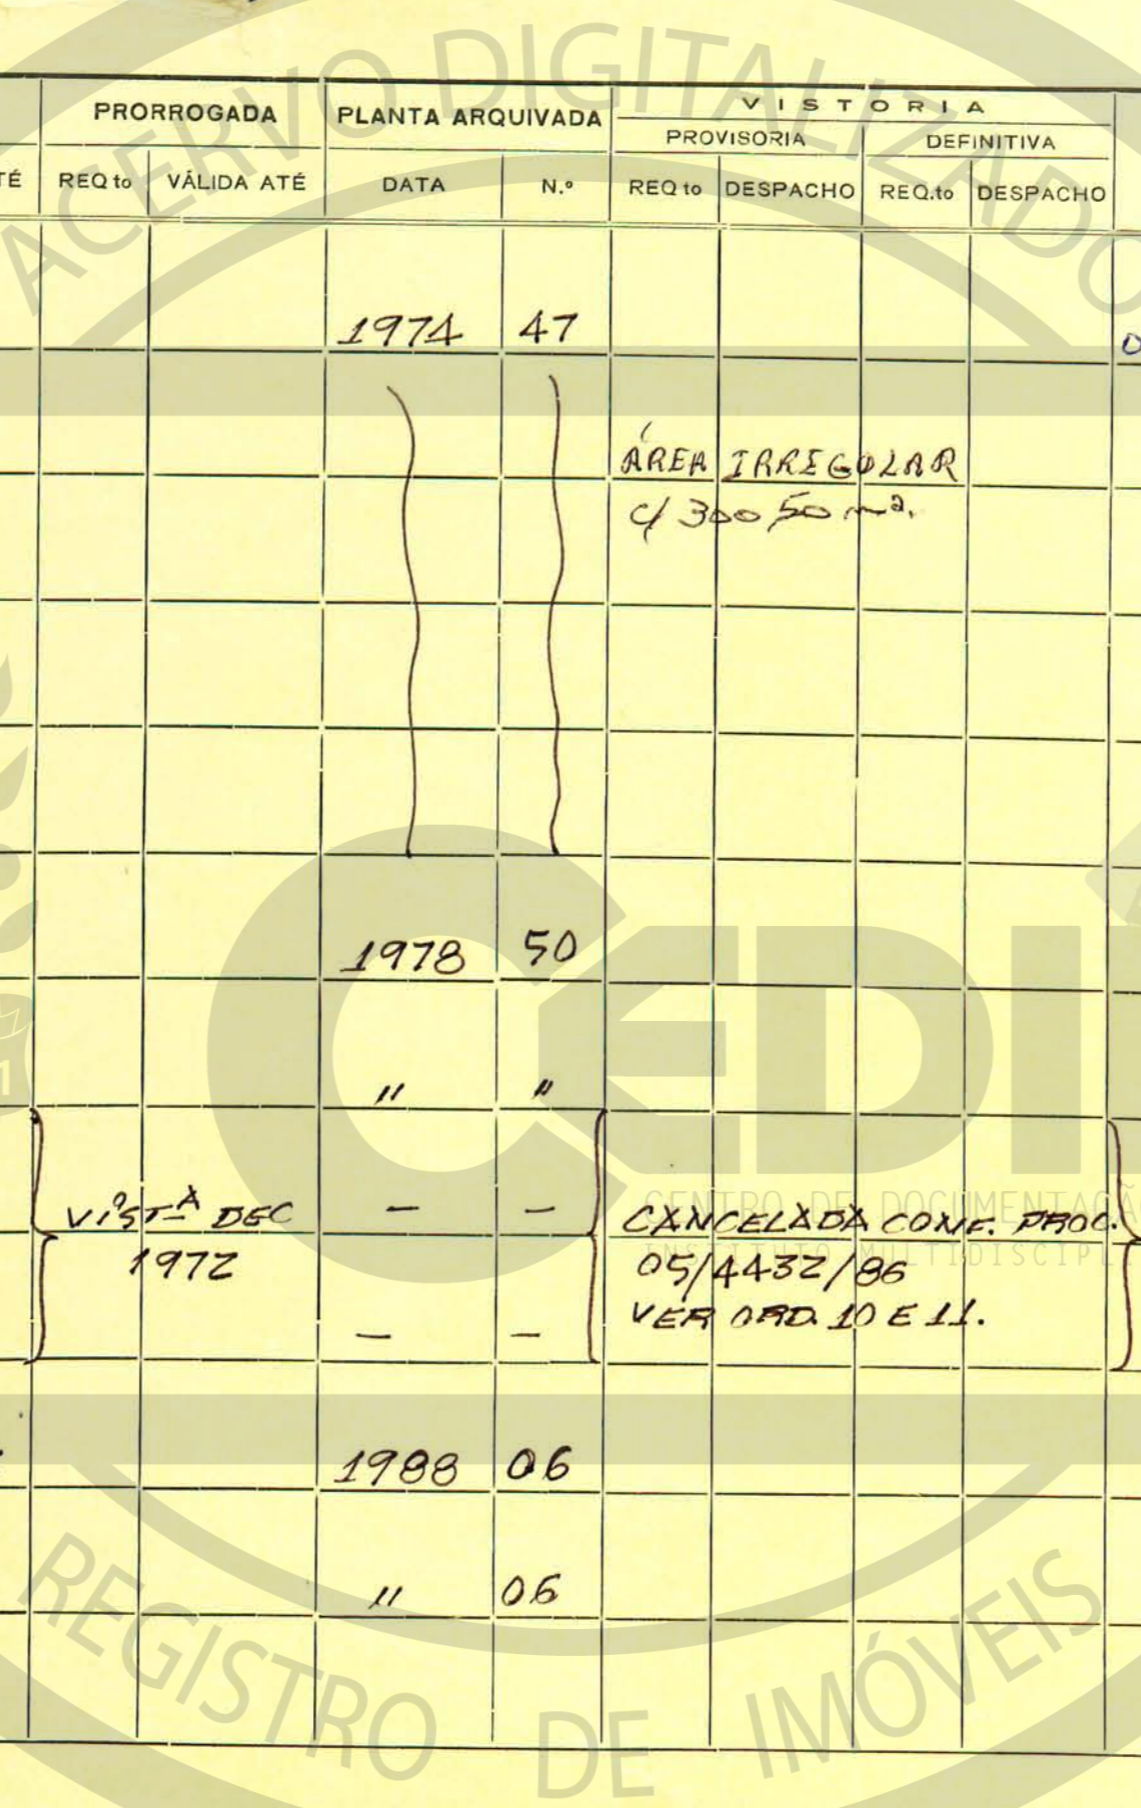 ACERVO DIGITALIZADO
PRORROGADA PLANTA ARQUIVADA VISTORIA
PROVISORIA DEFINITIVA
TÉ REQ to VÁLIDA ATÉ DATA N.º REQ to DESPACHO REQ.to DESPACHO
1974 47
ÁREA IRREGULAR
c/ 300,50 m².
1978 50
" "
VISTª DEC — — CANCELADA CONF. PROC.
1972 05/4432/86
VER ORD. 10 E 11.
— —
1988 06
" 06
CEDI
CENTRO DE DOCUMENTAÇÃ
INSTITUTO MULTIDISCIPL
REGISTRO DE IMÓVEIS